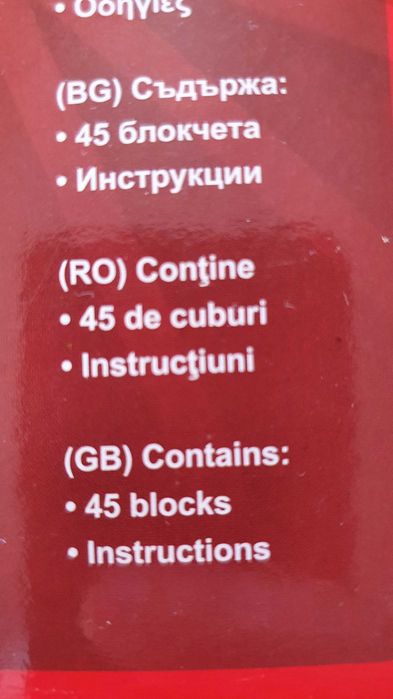 • Οδηγίες
(BG) Съдържа:
• 45 блокчета
• Инструкции
(RO) Conţine
• 45 de cuburi
• Instrucţiuni
(GB) Contains:
• 45 blocks
• Instructions